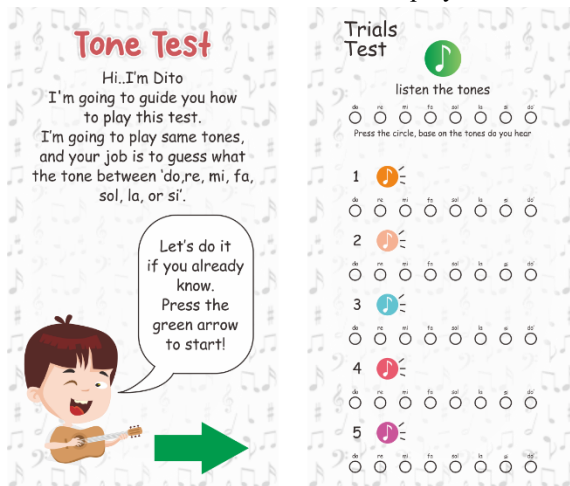 Tone Test
Hi..I'm Dito
I'm going to guide you how
to play this test.
I'm going to play same tones,
and your job is to guess what
the tone between 'do,re, mi, fa,
sol, la, or si'.
Let's do it
if you already
know.
Press the
green arrow
to start!
Trials
Test
listen the tones
do re mi fa sol la si do'
Press the circle, base on the tones do you hear
1
do re mi fa sol la si do'
2
do re mi fa sol la si do'
3
do re mi fa sol la si do'
4
do re mi fa sol la si do'
5
do re mi fa sol la si do'